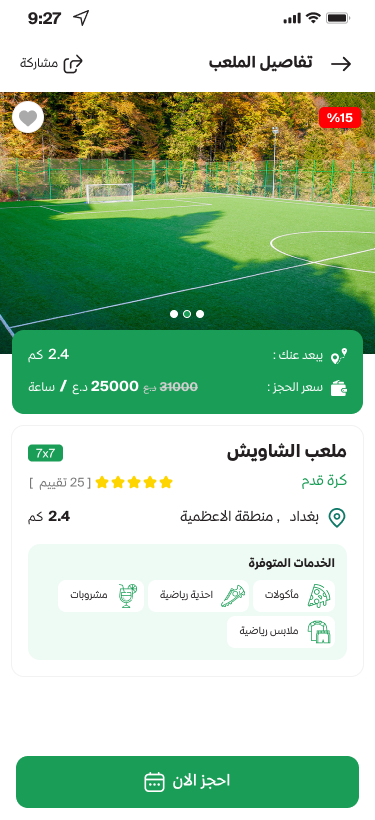 9:27
تفاصيل الملعب
مشاركة
%15
يبعد عنك : 2.4 كم
سعر الحجز : 31000 د.ع 25000 د.ع / ساعة
ملعب الشاويش
7x7
كرة قدم
[ 25 تقييم ]
بغداد , منطقة الاعظمية
2.4 كم
الخدمات المتوفرة
مأكولات
احذية رياضية
مشروبات
ملابس رياضية
احجز الان